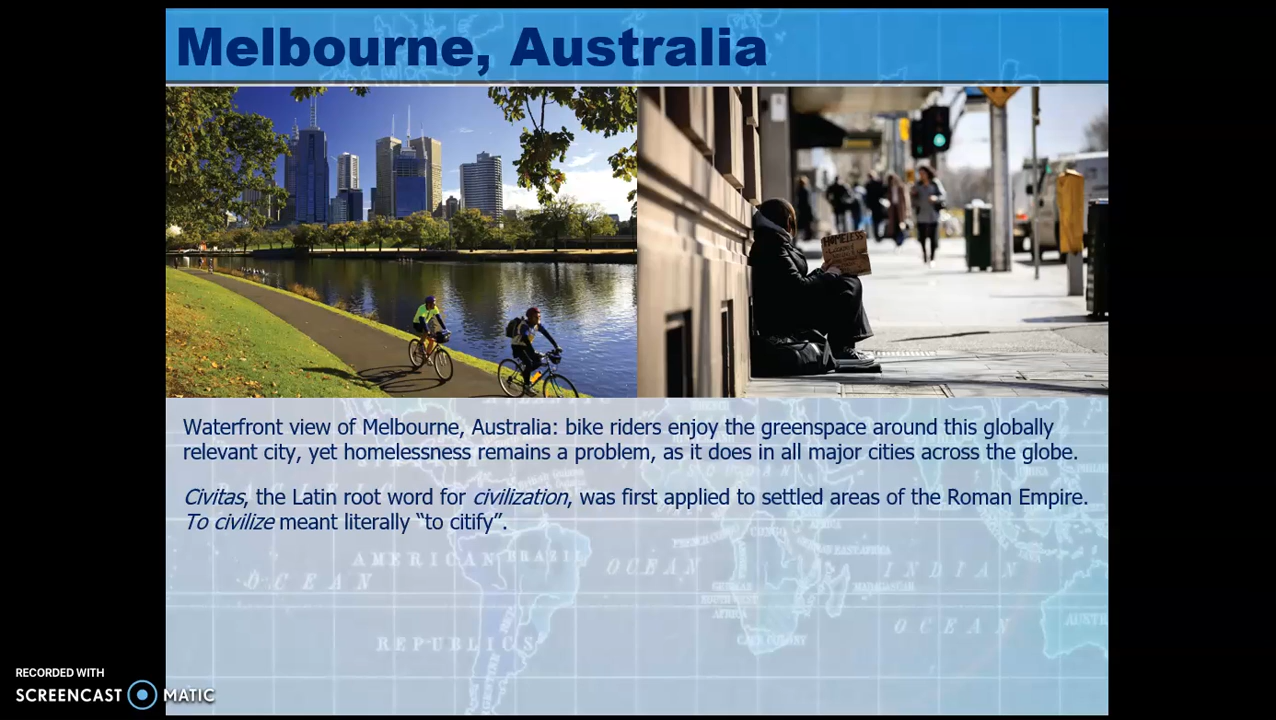 Melbourne, Australia
HOMELESS
Waterfront view of Melbourne, Australia: bike riders enjoy the greenspace around this globally
relevant city, yet homelessness remains a problem, as it does in all major cities across the globe.
Civitas, the Latin root word for civilization, was first applied to settled areas of the Roman Empire.
To civilize meant literally “to citify”.
AMERICAN BRAZIL
OCEAN
OCEAN
INDIAN
OCEAN
REPUBLICS
CAPE COLONY
RECORDED WITH
SCREENCAST MATIC